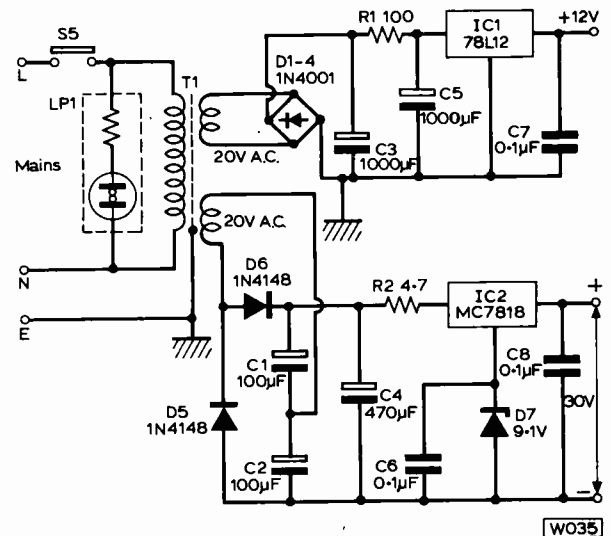 S5
L
LP1
Mains
N
E
T1
20V A.C.
20V A.C.
D1-4
1N4001
R1 100
IC1
78L12
+12V
C3
1000µF
C5
1000µF
C7
0·1µF
D6
1N4148
D5
1N4148
C1
100µF
C2
100µF
R2 4·7
C4
470µF
IC2
MC7818
C6
0·1µF
D7
9·1V
C8
0·1µF
+
30V
−
W035